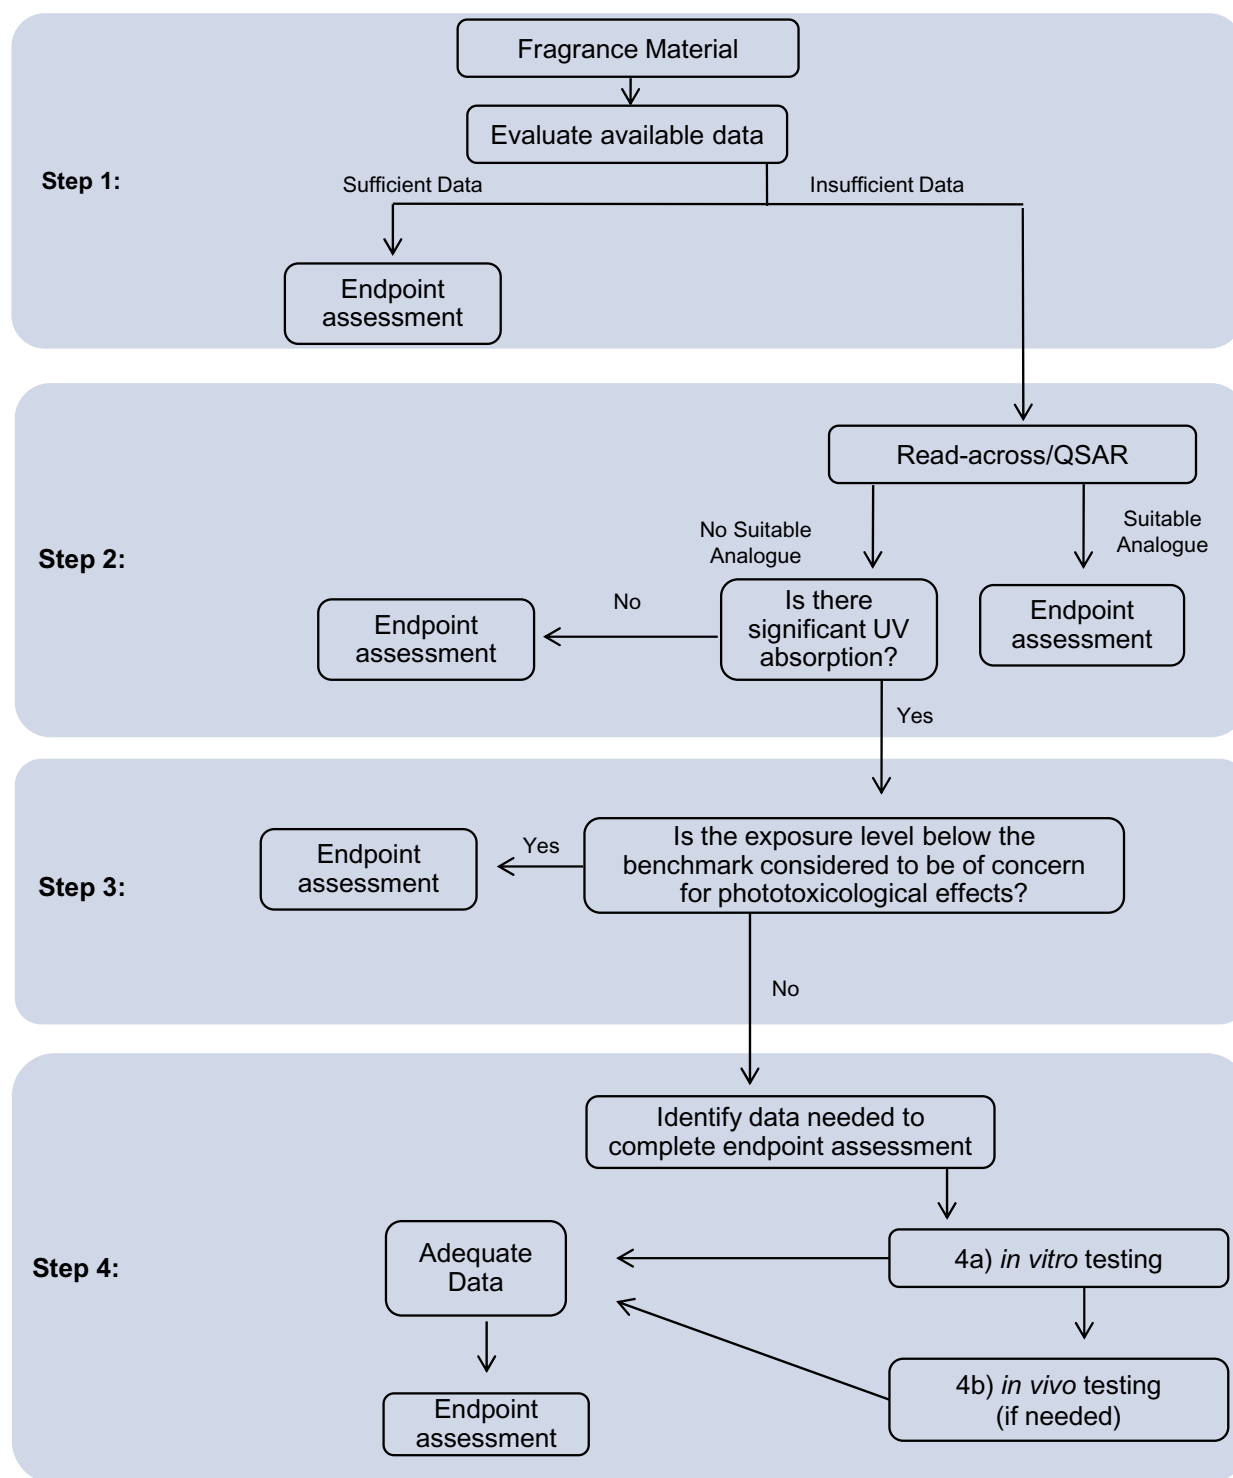 Fragrance Material
Evaluate available data
Step 1:
Sufficient Data
Insufficient Data
Endpoint
assessment
Read-across/QSAR
Step 2:
No Suitable
Analogue
Suitable
Analogue
No
Endpoint
assessment
Is there
significant UV
absorption?
Endpoint
assessment
Yes
Step 3:
Endpoint
assessment
Yes
Is the exposure level below the
benchmark considered to be of concern
for phototoxicological effects?
No
Identify data needed to
complete endpoint assessment
Step 4:
Adequate
Data
4a) in vitro testing
4b) in vivo testing
(if needed)
Endpoint
assessment